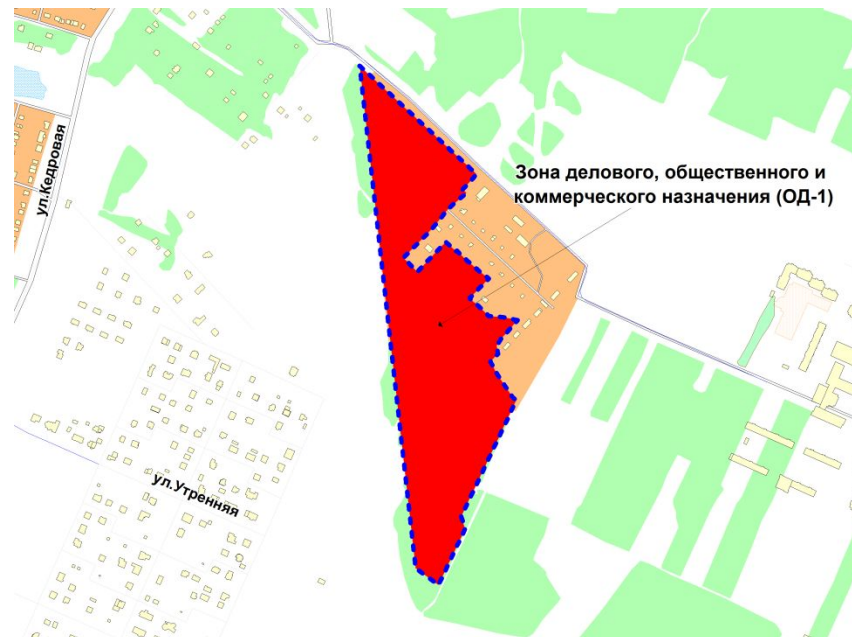 ул.Кедровая
Зона делового, общественного и
коммерческого назначения (ОД-1)
ул.Утренняя